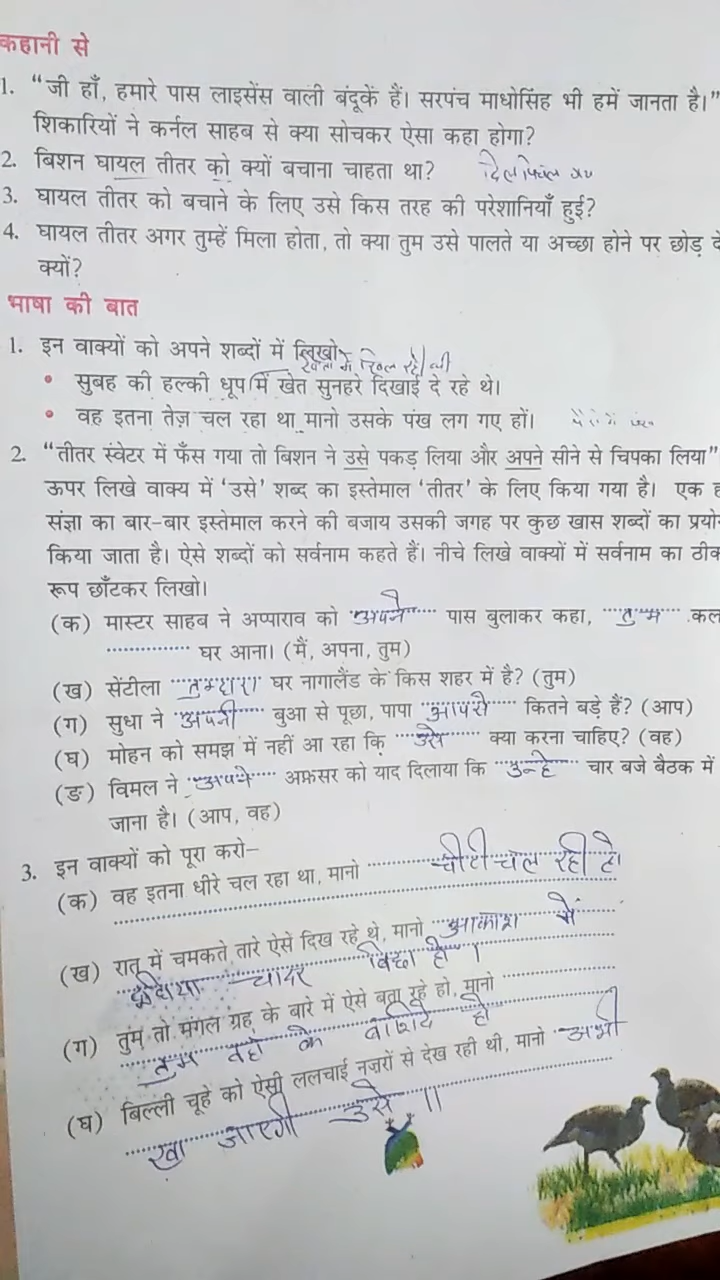 कहानी से
1. “जी हाँ, हमारे पास लाइसेंस वाली बंदूकें हैं। सरपंच माधोसिंह भी हमें जानता है।”
शिकारियों ने कर्नल साहब से क्या सोचकर ऐसा कहा होगा?
2. बिशन घायल तीतर को क्यों बचाना चाहता था?
3. घायल तीतर को बचाने के लिए उसे किस तरह की परेशानियाँ हुई?
4. घायल तीतर अगर तुम्हें मिला होता, तो क्या तुम उसे पालते या अच्छा होने पर छोड़ दे
क्यों?
भाषा की बात
1. इन वाक्यों को अपने शब्दों में लिखो-
• सुबह की हल्की धूप में खेत सुनहरे दिखाई दे रहे थे।
• वह इतना तेज़ चल रहा था मानो उसके पंख लग गए हों।
2. “तीतर स्वेटर में फँस गया तो बिशन ने उसे पकड़ लिया और अपने सीने से चिपका लिया”
ऊपर लिखे वाक्य में ‘उसे’ शब्द का इस्तेमाल ‘तीतर’ के लिए किया गया है। एक ह
संज्ञा का बार-बार इस्तेमाल करने की बजाय उसकी जगह पर कुछ खास शब्दों का प्रयो
किया जाता है। ऐसे शब्दों को सर्वनाम कहते हैं। नीचे लिखे वाक्यों में सर्वनाम का ठीक
रूप छाँटकर लिखो।
(क) मास्टर साहब ने अप्पाराव को अपने पास बुलाकर कहा, तुम कल
.............. घर आना। (मैं, अपना, तुम)
(ख) सेंटीला तुम्हारा घर नागालैंड के किस शहर में है? (तुम)
(ग) सुधा ने अपनी बुआ से पूछा, पापा आपसे कितने बड़े हैं? (आप)
(घ) मोहन को समझ में नहीं आ रहा कि उसे क्या करना चाहिए? (वह)
(ङ) विमल ने अपने अफ़सर को याद दिलाया कि उन्हे चार बजे बैठक में
जाना है। (आप, वह)
3. इन वाक्यों को पूरा करो–
(क) वह इतना धीरे चल रहा था, मानो चीटी चल रही हो।
(ख) रात में चमकते तारे ऐसे दिख रहे थे, मानो आकाश में
चादर बिछा हो।
(ग) तुम तो मंगल ग्रह के बारे में ऐसे बता रहे हो, मानो
तुम वहां के वाशिंदे हो
(घ) बिल्ली चूहे को ऐसी ललचाई नज़रों से देख रही थी, मानो अभी
खा जाएगी उसे।।